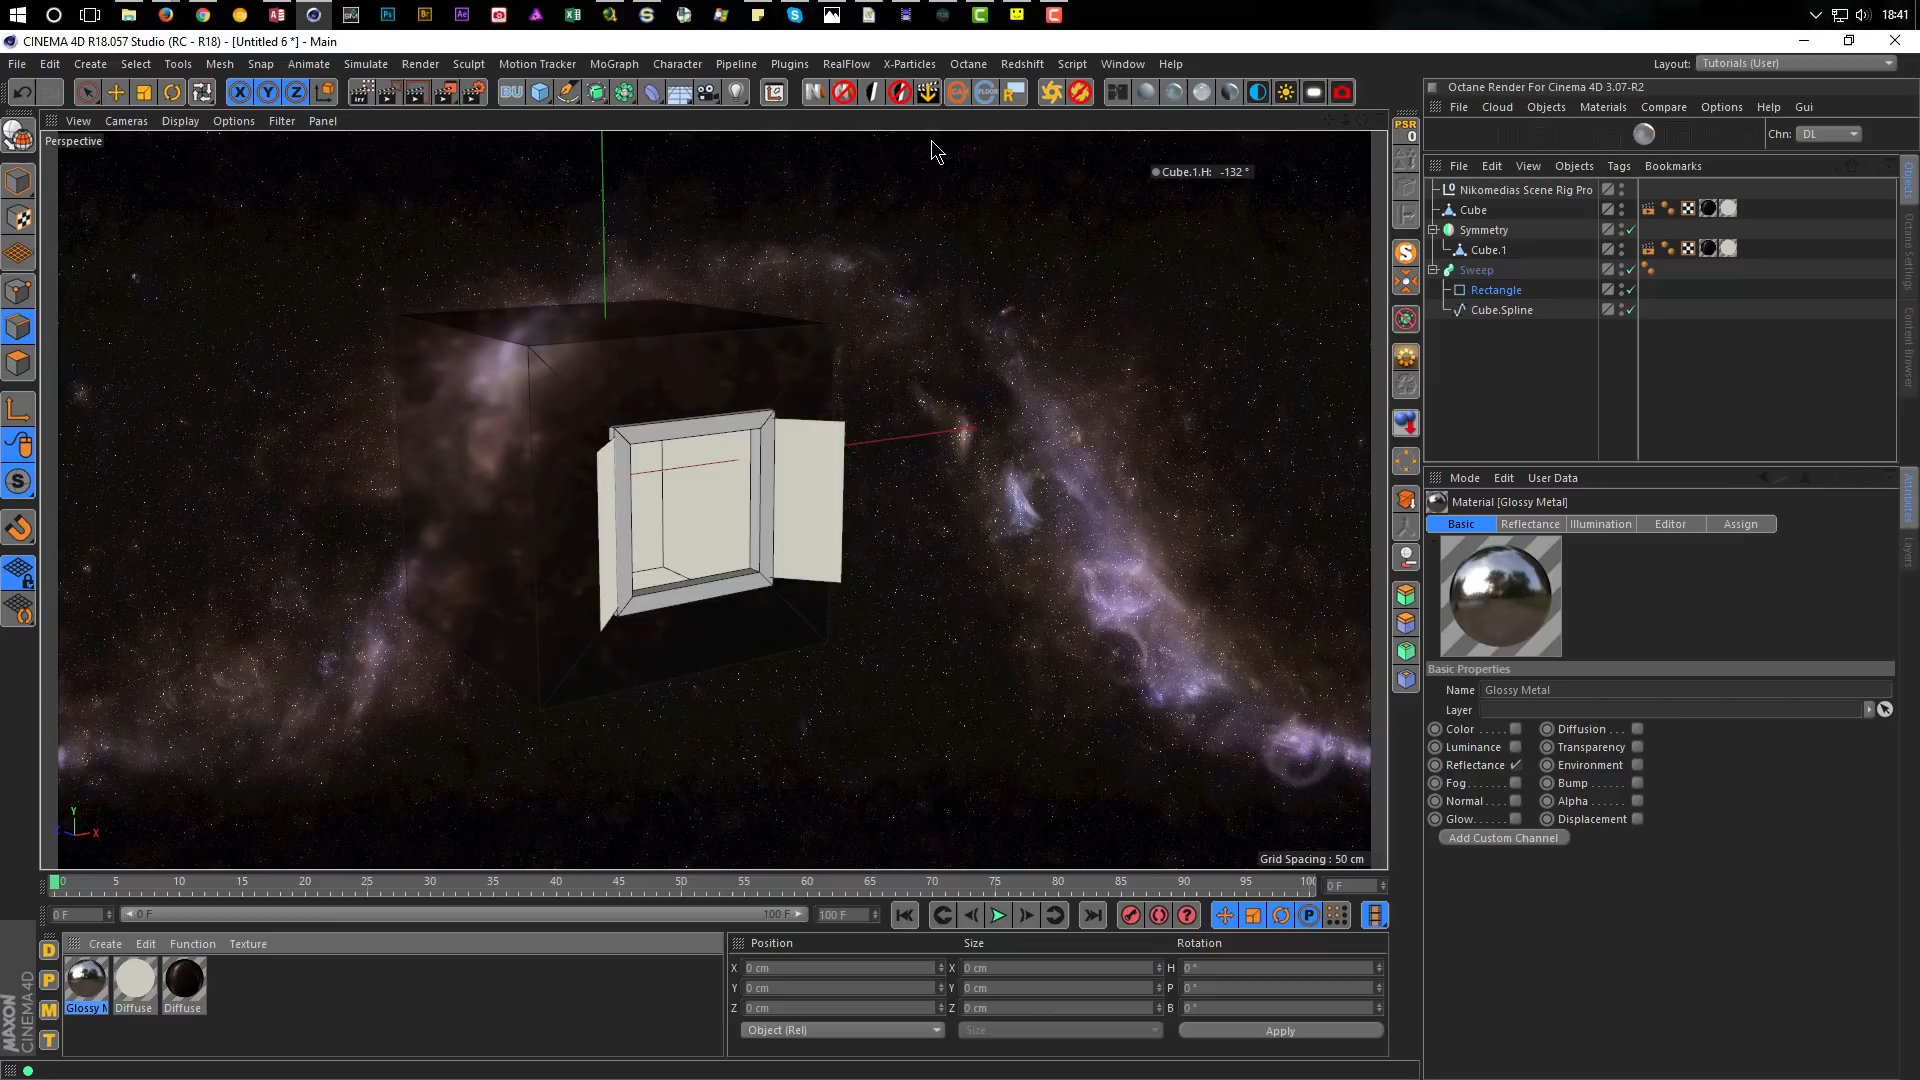 18:41
CINEMA 4D R18.057 Studio (RC - R18) - [Untitled 6 *] - Main
File Edit Create Select Tools Mesh Snap Animate Simulate Render Sculpt Motion Tracker MoGraph Character Pipeline Plugins RealFlow X-Particles Octane Redshift Script Window Help
Layout: Tutorials (User)
Octane Render For Cinema 4D 3.07-R2
File Cloud Objects Materials Compare Options Help Gui
Chn: DL
View Cameras Display Options Filter Panel
Perspective
Cube.1.H: -132 °
PSR
0
File Edit View Objects Tags Bookmarks
Nikomedias Scene Rig Pro
Cube
Symmetry
Cube.1
Sweep
Rectangle
Cube.Spline
Objects
Octane Settings
Content Browser
Mode Edit User Data
Material [Glossy Metal]
Basic Reflectance Illumination Editor Assign
Attributes
Layers
Basic Properties
Name Glossy Metal
Layer
Color Diffusion
Luminance Transparency
Reflectance Environment
Fog Bump
Normal Alpha
Glow Displacement
Add Custom Channel
Y
X
Grid Spacing : 50 cm
0 5 10 15 20 25 30 35 40 45 50 55 60 65 70 75 80 85 90 95 100
0 F
0 F 0 F 100 F 100 F
Create Edit Function Texture
Glossy M Diffuse Diffuse
D
P
M
T
MAXON
CINEMA 4D
Position Size Rotation
X 0 cm X 0 cm H 0 °
Y 0 cm Y 0 cm P 0 °
Z 0 cm Z 0 cm B 0 °
Object (Rel) Size Apply